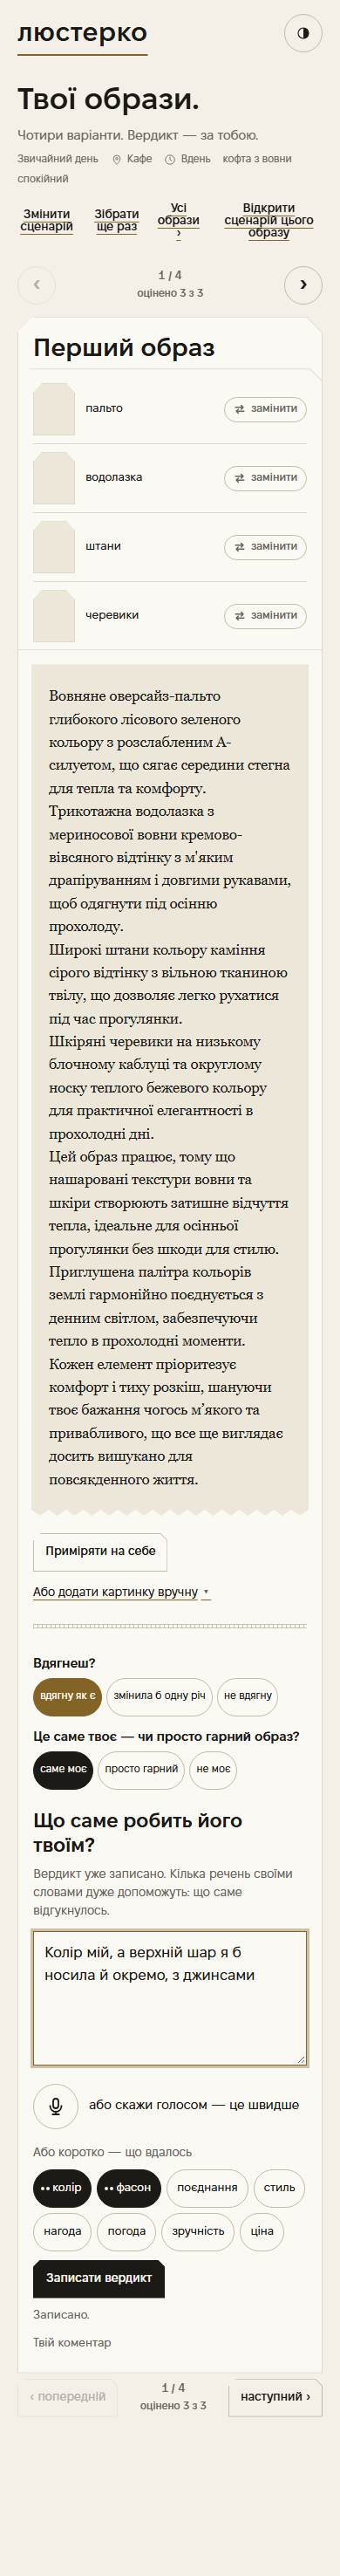 люстерко
Твої образи.
Чотири варіанти. Вердикт — за тобою.
Звичайний день Кафе Вдень кофта з вовни
спокійний
Змінити сценарій
Зібрати ще раз
Усі образи ›
Відкрити сценарій цього образу
‹
1 / 4
оцінено 3 з 3
›
Перший образ
пальто замінити
водолазка замінити
штани замінити
черевики замінити
Вовняне оверсайз-пальто
глибокого лісового зеленого
кольору з розслабленим А-
силуетом, що сягає середини стегна
для тепла та комфорту.
Трикотажна водолазка з
мериносової вовни кремово-
вівсяного відтінку з м'яким
драпіруванням і довгими рукавами,
щоб одягнути під осінню
прохолоду.
Широкі штани кольору каміння
сірого відтінку з вільною тканиною
твілу, що дозволяє легко рухатися
під час прогулянки.
Шкіряні черевики на низькому
блочному каблуці та округлому
носку теплого бежевого кольору
для практичної елегантності в
прохолодні дні.
Цей образ працює, тому що
нашаровані текстури вовни та
шкіри створюють затишне відчуття
тепла, ідеальне для осінньої
прогулянки без шкоди для стилю.
Приглушена палітра кольорів
землі гармонійно поєднується з
денним світлом, забезпечуючи
тепло в прохолодні моменти.
Кожен елемент пріоритезує
комфорт і тиху розкіш, шануючи
твоє бажання чогось м’якого та
привабливого, що все ще виглядає
досить вишукано для
повсякденного життя.
Приміряти на себе
Або додати картинку вручну
Вдягнеш?
вдягну як є змінила б одну річ не вдягну
Це саме твоє — чи просто гарний образ?
саме моє просто гарний не моє
Що саме робить його
твоїм?
Вердикт уже записано. Кілька речень своїми
словами дуже допоможуть: що саме
відгукнулось.
Колір мій, а верхній шар я б
носила й окремо, з джинсами
або скажи голосом — це швидше
Або коротко — що вдалось
колір фасон поєднання стиль
нагода погода зручність ціна
Записати вердикт
Записано.
Твій коментар
‹ попередній
1 / 4
оцінено 3 з 3
наступний ›